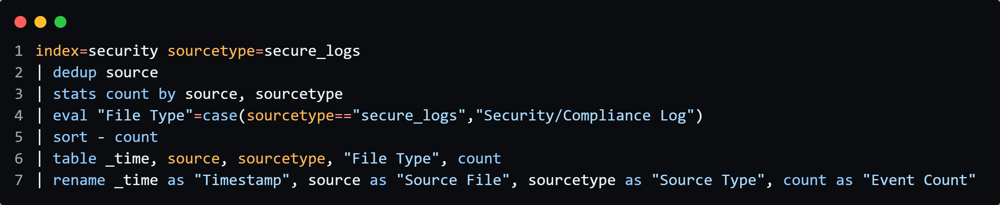 1 index=security sourcetype=secure_logs
2 | dedup source
3 | stats count by source, sourcetype
4 | eval "File Type"=case(sourcetype=="secure_logs","Security/Compliance Log")
5 | sort - count
6 | table _time, source, sourcetype, "File Type", count
7 | rename _time as "Timestamp", source as "Source File", sourcetype as "Source Type", count as "Event Count"